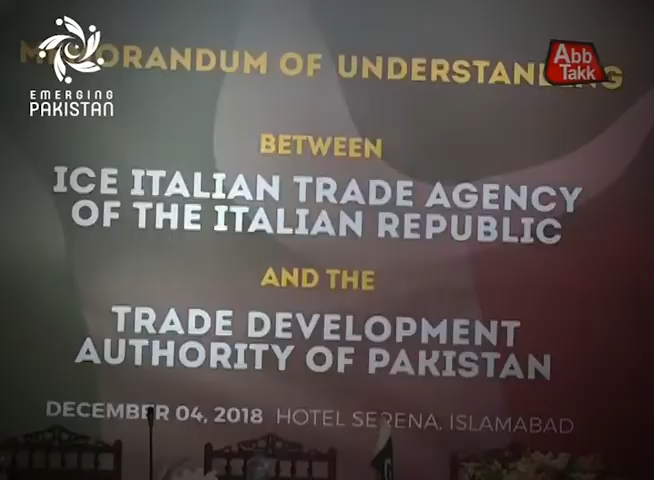 EMERGING
PAKISTAN
Abb
Takk
MEMORANDUM OF UNDERSTANDING
BETWEEN
ICE ITALIAN TRADE AGENCY
OF THE ITALIAN REPUBLIC
AND THE
TRADE DEVELOPMENT
AUTHORITY OF PAKISTAN
DECEMBER 04, 2018 HOTEL SERENA, ISLAMABAD